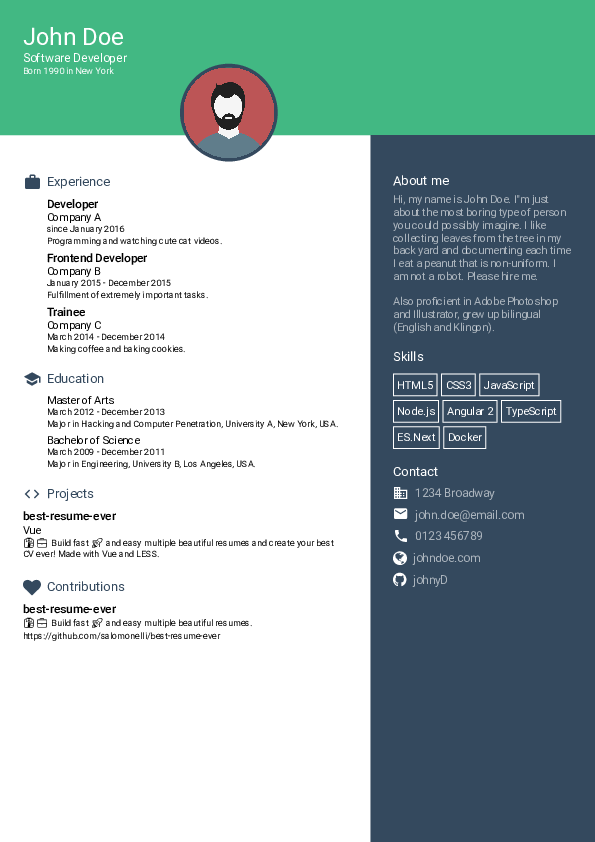 John Doe
Software Developer
Born 1990 in New York
Experience
Developer
Company A
since January 2016
Programming and watching cute cat videos.
Frontend Developer
Company B
January 2015 - December 2015
Fulfillment of extremely important tasks.
Trainee
Company C
March 2014 - December 2014
Making coffee and baking cookies.
Education
Master of Arts
March 2012 - December 2013
Major in Hacking and Computer Penetration, University A, New York, USA.
Bachelor of Science
March 2009 - December 2011
Major in Engineering, University B, Los Angeles, USA.
Projects
best-resume-ever
Vue
👔 💼 Build fast 🚀 and easy multiple beautiful resumes and create your best
CV ever! Made with Vue and LESS.
Contributions
best-resume-ever
👔 💼 Build fast 🚀 and easy multiple beautiful resumes.
https://github.com/salomonelli/best-resume-ever
About me
Hi, my name is John Doe. I"m just
about the most boring type of person
you could possibly imagine. I like
collecting leaves from the tree in my
back yard and documenting each time
I eat a peanut that is non-uniform. I
am not a robot. Please hire me.
Also proficient in Adobe Photoshop
and Illustrator, grew up bilingual
(English and Klingon).
Skills
HTML5 CSS3 JavaScript
Node.js Angular 2 TypeScript
ES.Next Docker
Contact
1234 Broadway
john.doe@email.com
0123 456789
johndoe.com
johnyD